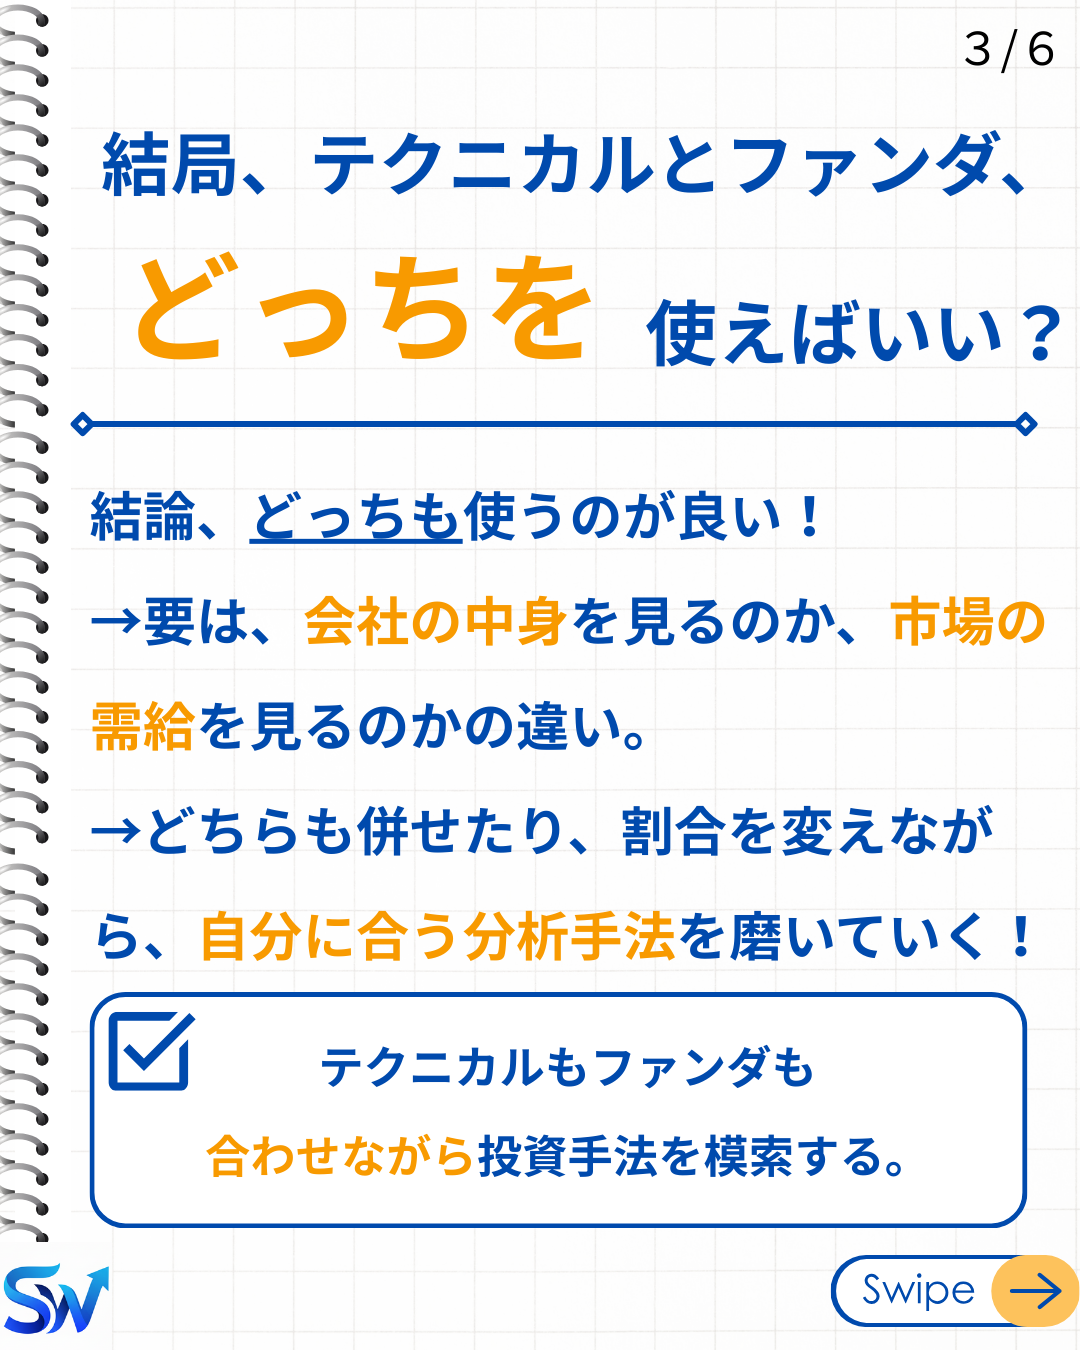 3 / 6
結局、テクニカルとファンダ、
どっちを 使えばいい？
結論、どっちも使うのが良い！
→要は、会社の中身を見るのか、市場の
需給を見るのかの違い。
→どちらも併せたり、割合を変えなが
ら、自分に合う分析手法を磨いていく！
テクニカルもファンダも
合わせながら投資手法を模索する。
SW
Swipe